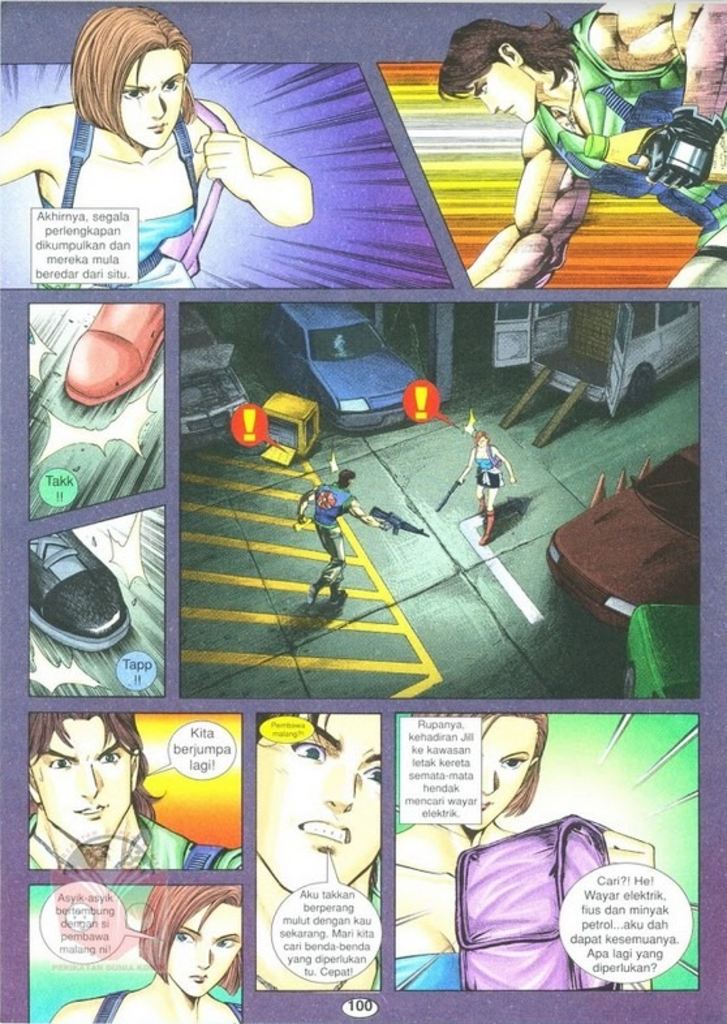 Akhirnya, segala
perlengkapan
dikumpulkan dan
mereka mula
beredar dari situ.
Takk
!!
Tapp
!!
!
!
Kita
berjumpa
lagi!
Asyik-asyik
bertembung
dengan si
pembawa
malang ni!
Pembawa
malang?!
Aku takkan
berperang
mulut dengan kau
sekarang. Mari kita
cari benda-benda
yang diperlukan
tu. Cepat!
Rupanya,
kehadiran Jill
ke kawasan
letak kereta
semata-mata
hendak
mencari wayar
elektrik.
Cari?! He!
Wayar elektrik,
fius dan minyak
petrol...aku dah
dapat kesemuanya.
Apa lagi yang
diperlukan?
100